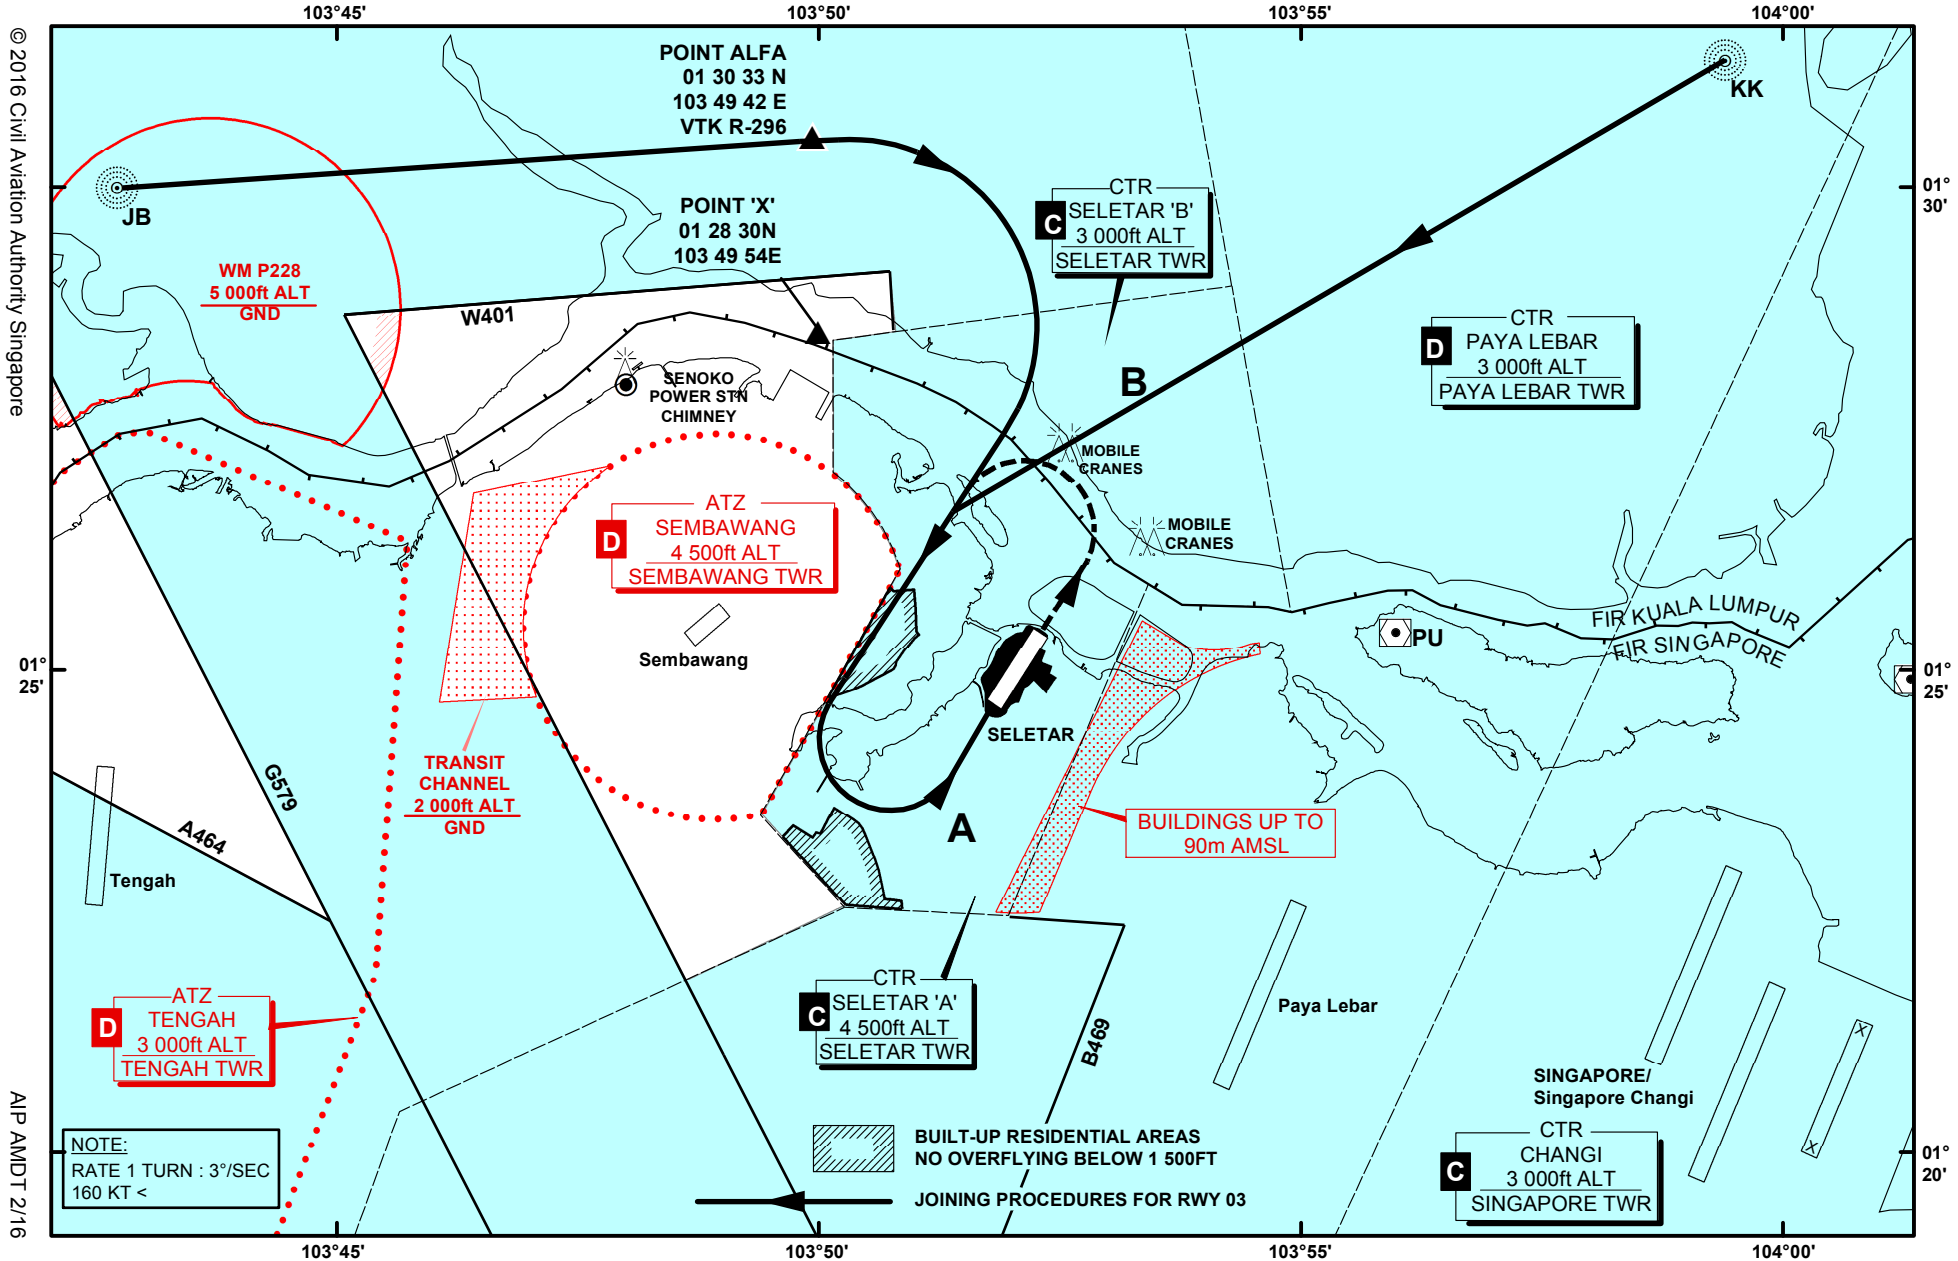 103°45'
103°50'
103°55'
104°00'
© 2016 Civil Aviation Authority Singapore
POINT ALFA
01 30 33 N
103 49 42 E
VTK R-296
KK
JB
01°
30'
POINT 'X'
01 28 30N
103 49 54E
CTR
C
SELETAR 'B'
3 000ft ALT
SELETAR TWR
WM P228
5 000ft ALT
GND
W401
CTR
D
PAYA LEBAR
3 000ft ALT
PAYA LEBAR TWR
SENOKO
POWER STN
CHIMNEY
B
MOBILE
CRANES
ATZ
D
SEMBAWANG
4 500ft ALT
SEMBAWANG TWR
MOBILE
CRANES
Sembawang
FIR KUALA LUMPUR
FIR SINGAPORE
PU
01°
25'
01°
25'
SELETAR
TRANSIT
CHANNEL
2 000ft ALT
GND
G579
A464
A
BUILDINGS UP TO
90m AMSL
Tengah
CTR
C
SELETAR 'A'
4 500ft ALT
SELETAR TWR
B469
Paya Lebar
ATZ
D
TENGAH
3 000ft ALT
TENGAH TWR
X
X
SINGAPORE/
Singapore Changi
CTR
C
CHANGI
3 000ft ALT
SINGAPORE TWR
NOTE:
RATE 1 TURN : 3°/SEC
160 KT <
BUILT-UP RESIDENTIAL AREAS
NO OVERFLYING BELOW 1 500FT
JOINING PROCEDURES FOR RWY 03
01°
20'
AIP AMDT 2/16
103°45'
103°50'
103°55'
104°00'